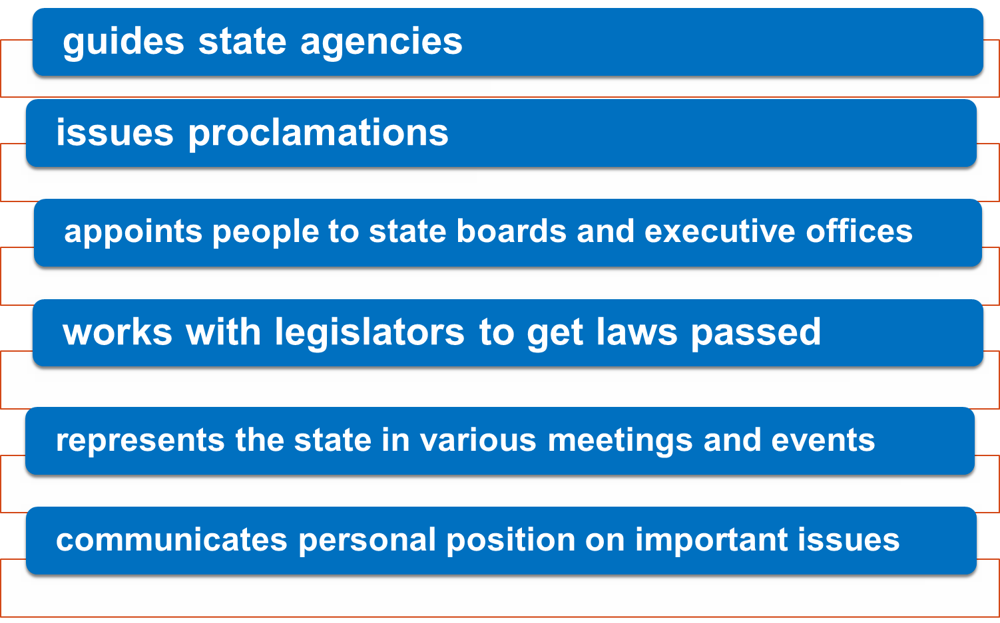 guides state agencies
issues proclamations
appoints people to state boards and executive offices
works with legislators to get laws passed
represents the state in various meetings and events
communicates personal position on important issues